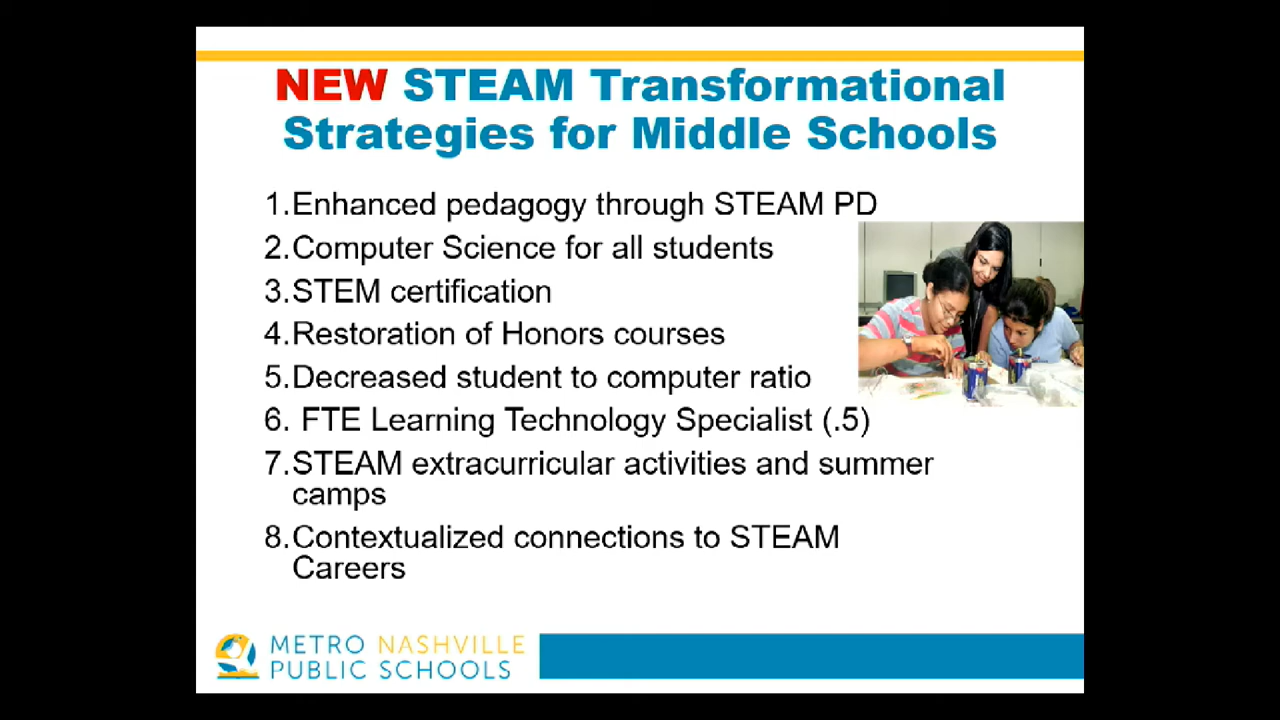 NEW STEAM Transformational
Strategies for Middle Schools
1.Enhanced pedagogy through STEAM PD
2.Computer Science for all students
3.STEM certification
4.Restoration of Honors courses
5.Decreased student to computer ratio
6. FTE Learning Technology Specialist (.5)
7.STEAM extracurricular activities and summer
camps
8.Contextualized connections to STEAM
Careers
METRO NASHVILLE
PUBLIC SCHOOLS